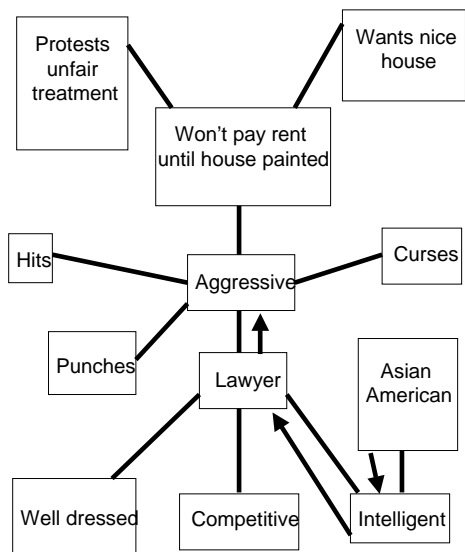 Protests
unfair
treatment
Wants nice
house
Won't pay rent
until house painted
Hits
Aggressive
Curses
Punches
Lawyer
Asian
American
Well dressed
Competitive
Intelligent